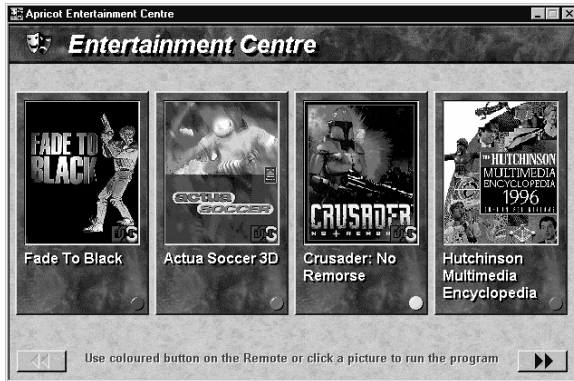 Apricot Entertainment Centre
Entertainment Centre
FADE TO
BLACK
actua
SOCCER
CRUSADER
NO REMORSE
THE HUTCHINSON
MULTIMEDIA
ENCYCLOPEDIA
1996
Fade To Black
Actua Soccer 3D
Crusader: No
Remorse
Hutchinson
Multimedia
Encyclopedia
Use coloured button on the Remote or click a picture to run the program